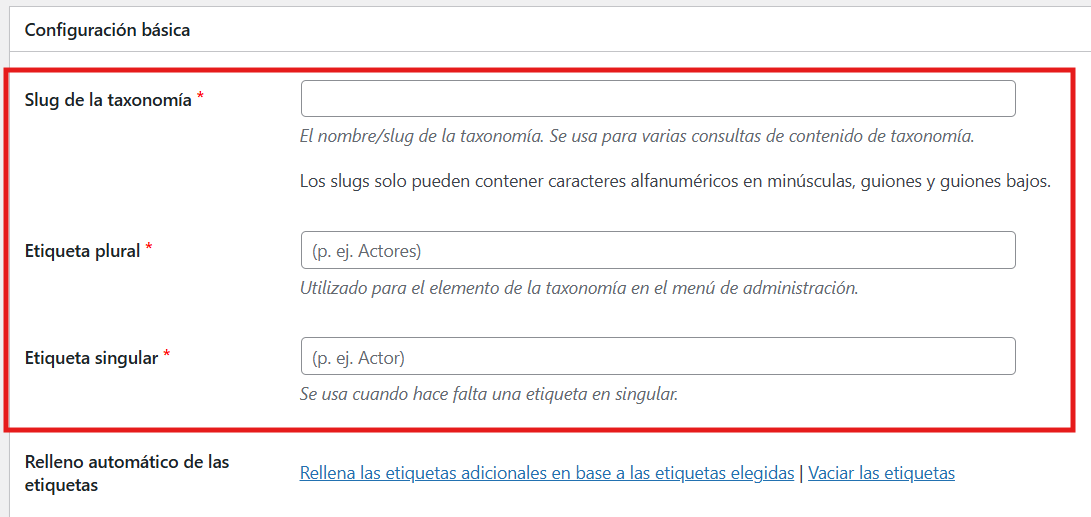 Configuración básica
Slug de la taxonomía *
El nombre/slug de la taxonomía. Se usa para varias consultas de contenido de taxonomía.
Los slugs solo pueden contener caracteres alfanuméricos en minúsculas, guiones y guiones bajos.
Etiqueta plural *
(p. ej. Actores)
Utilizado para el elemento de la taxonomía en el menú de administración.
Etiqueta singular *
(p. ej. Actor)
Se usa cuando hace falta una etiqueta en singular.
Relleno automático de las
etiquetas
Rellena las etiquetas adicionales en base a las etiquetas elegidas | Vaciar las etiquetas